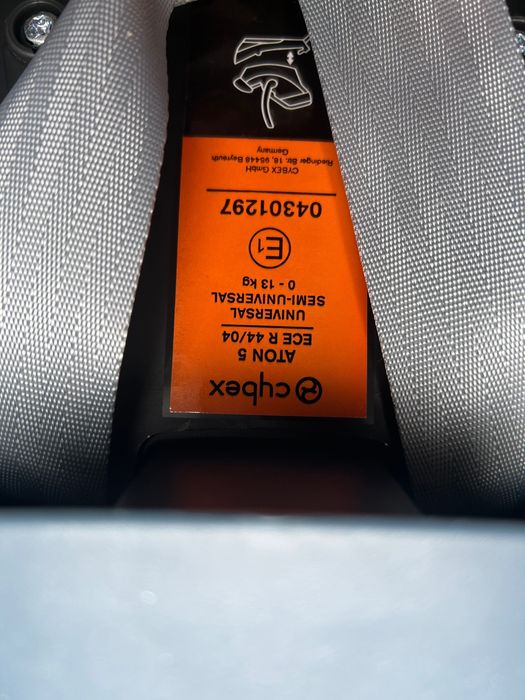 cybex
ATON 5
ECE R 44/04
UNIVERSAL
SEMI-UNIVERSAL
0 - 13 kg
E1
04301297
CYBEX GmbH
Riedinger Str. 18, 95448 Bayreuth
Germany